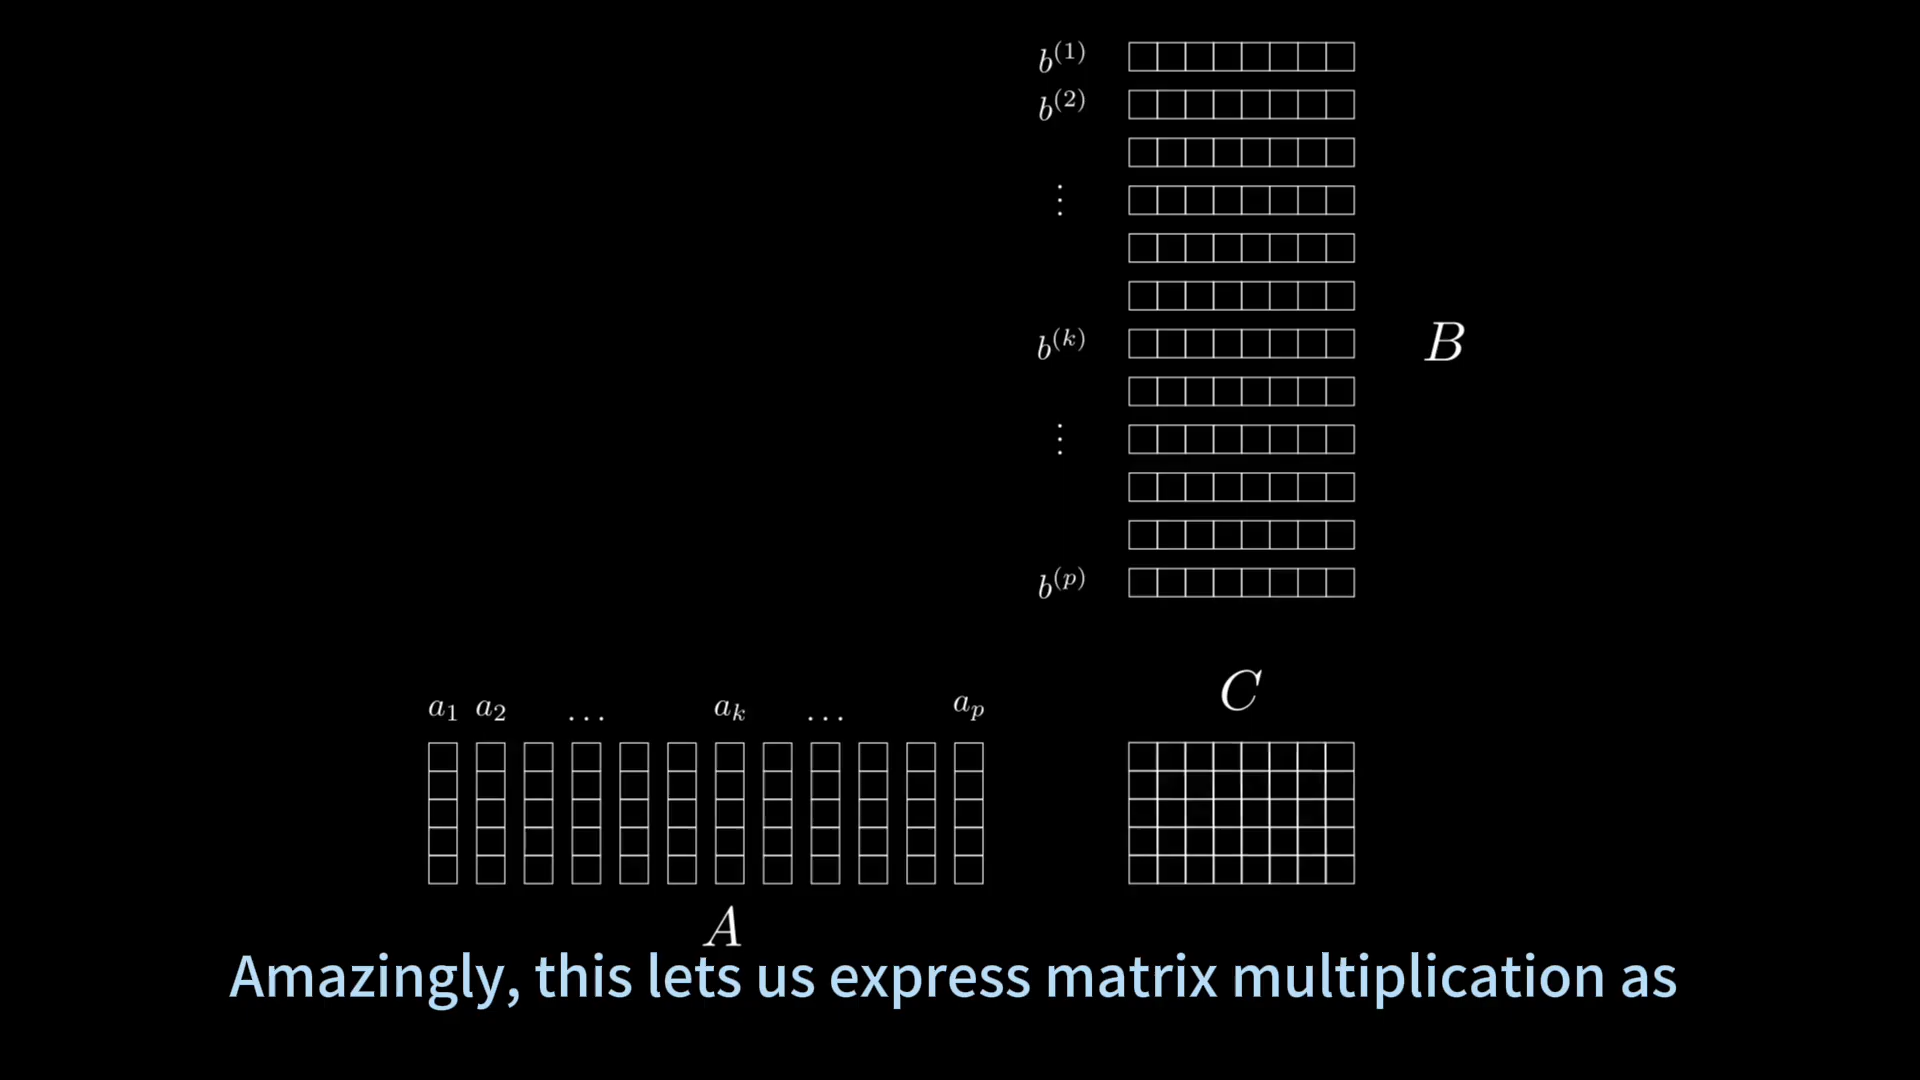 b^(1)
b^(2)
⋮
b^(k)
B
⋮
b^(p)
C
a_1 a_2 … a_k … a_p
A
Amazingly, this lets us express matrix multiplication as